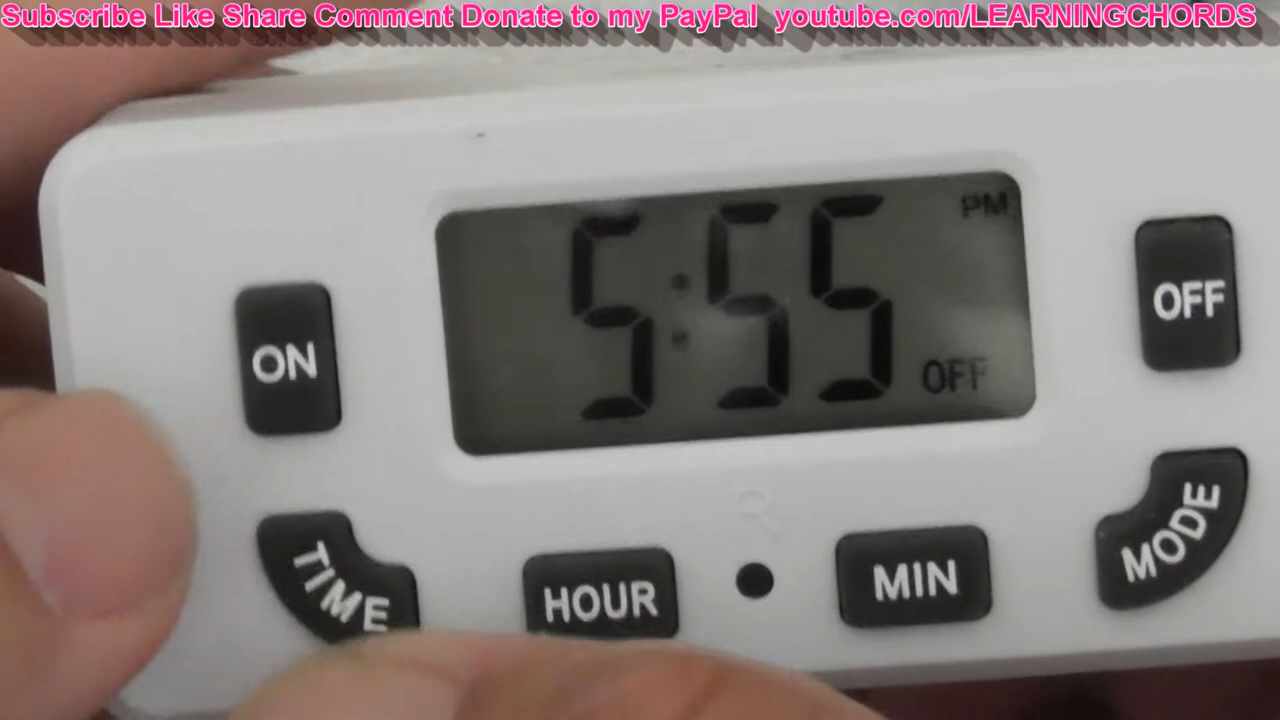 Subscribe Like Share Comment Donate to my PayPal youtube.com/LEARNINGCHORDS
5:55 PM
OFF
ON
OFF
TIME
HOUR
R
MIN
MODE